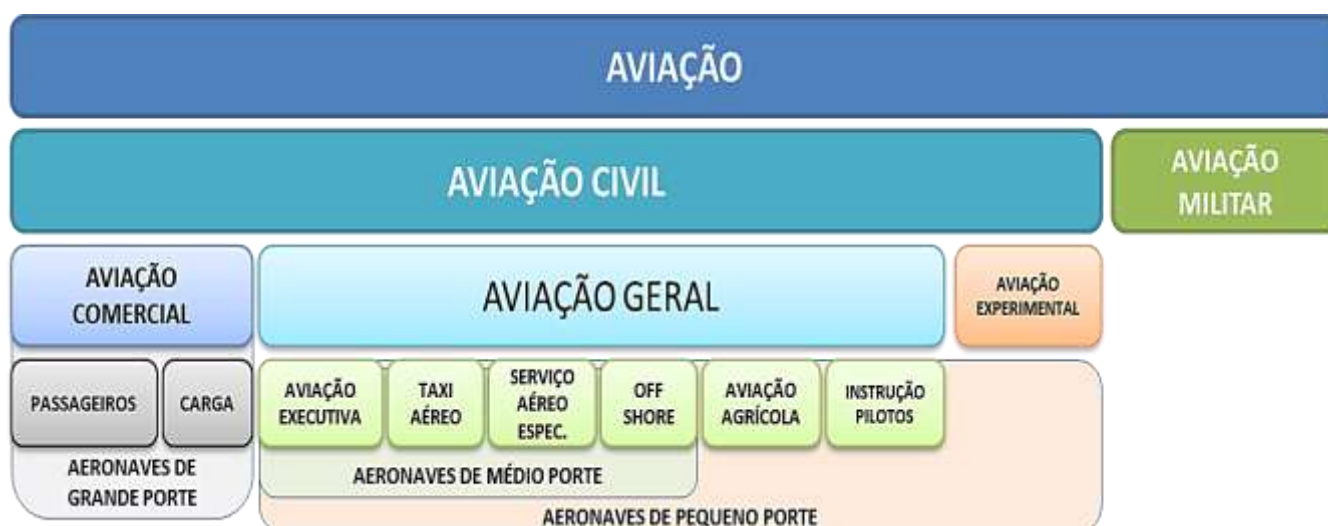 AVIAÇÃO
AVIAÇÃO CIVIL
AVIAÇÃO
MILITAR
AVIAÇÃO
COMERCIAL
AVIAÇÃO GERAL
AVIAÇÃO
EXPERIMENTAL
PASSAGEIROS
CARGA
AVIAÇÃO
EXECUTIVA
TAXI
AÉREO
SERVIÇO
AÉREO
ESPEC.
OFF
SHORE
AVIAÇÃO
AGRÍCOLA
INSTRUÇÃO
PILOTOS
AERONAVES DE
GRANDE PORTE
AERONAVES DE MÉDIO PORTE
AERONAVES DE PEQUENO PORTE